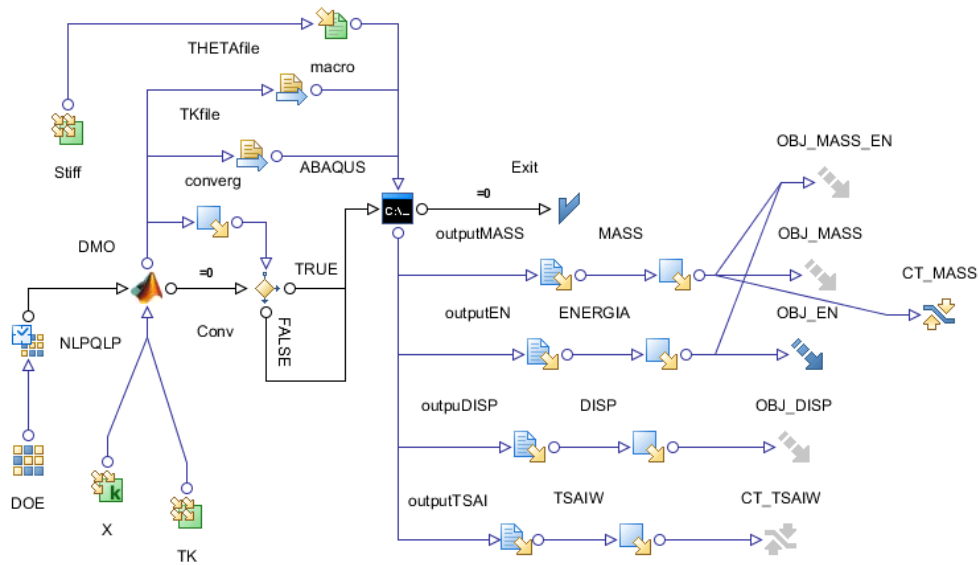 THETAfile
macro
TKfile
OBJ_MASS_EN
Stiff
converg
ABAQUS
Exit
=0
C:\_
DMO
outputMASS
MASS
OBJ_MASS
=0
TRUE
CT_MASS
NLPQLP
Conv
FALSE
outputEN
ENERGIA
OBJ_EN
outpuDISP
DISP
OBJ_DISP
DOE
k
X
TK
outputTSAI
TSAIW
CT_TSAIW